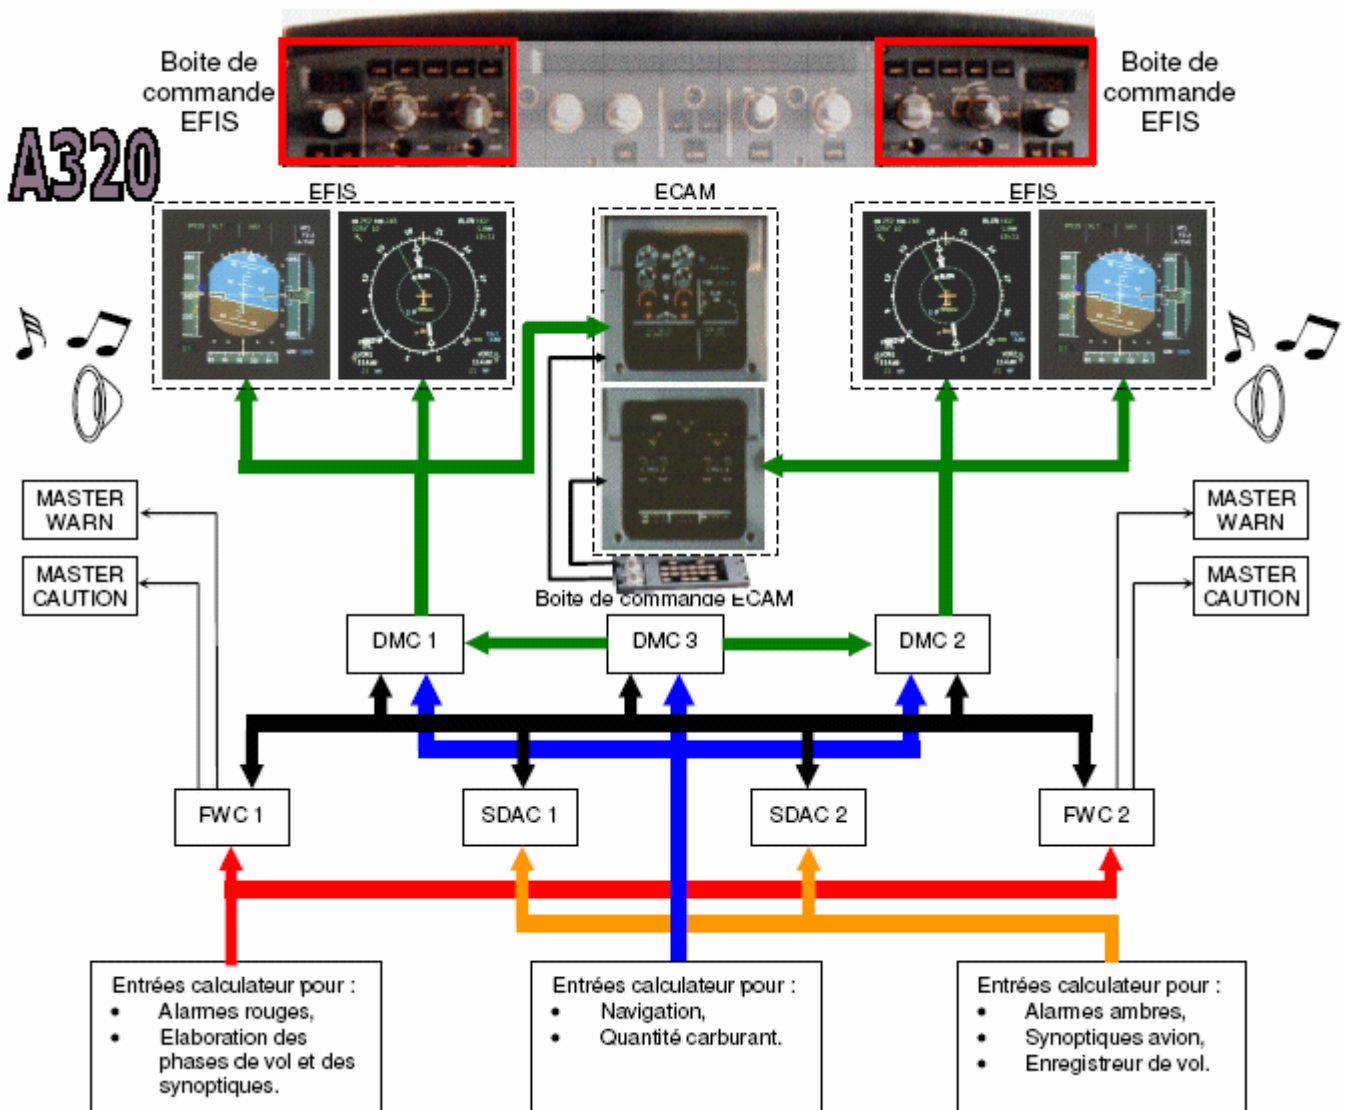 Boite de
commande
EFIS
Boite de
commande
EFIS
A320
EFIS
ECAM
EFIS
MASTER
WARN
MASTER
CAUTION
MASTER
WARN
MASTER
CAUTION
Boite de commande ECAM
DMC 1
DMC 3
DMC 2
FWC 1
SDAC 1
SDAC 2
FWC 2
Entrées calculateur pour :
• Alarmes rouges,
• Elaboration des
phases de vol et des
synoptiques.
Entrées calculateur pour :
• Navigation,
• Quantité carburant.
Entrées calculateur pour :
• Alarmes ambres,
• Synoptiques avion,
• Enregistreur de vol.